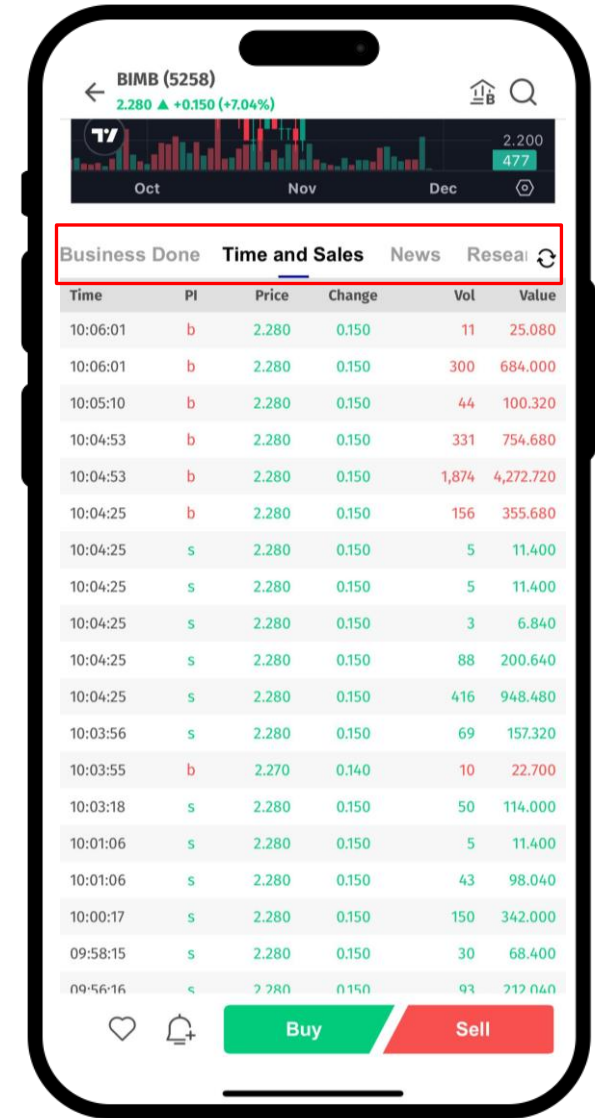 BIMB (5258)
2.280 ▲ +0.150 (+7.04%)
B
2.200
477
Oct Nov Dec
Business Done Time and Sales News Resea
Time PI Price Change Vol Value
10:06:01 b 2.280 0.150 11 25.080
10:06:01 b 2.280 0.150 300 684.000
10:05:10 b 2.280 0.150 44 100.320
10:04:53 b 2.280 0.150 331 754.680
10:04:53 b 2.280 0.150 1,874 4,272.720
10:04:25 b 2.280 0.150 156 355.680
10:04:25 s 2.280 0.150 5 11.400
10:04:25 s 2.280 0.150 5 11.400
10:04:25 s 2.280 0.150 3 6.840
10:04:25 s 2.280 0.150 88 200.640
10:04:25 s 2.280 0.150 416 948.480
10:03:56 s 2.280 0.150 69 157.320
10:03:55 b 2.270 0.140 10 22.700
10:03:18 s 2.280 0.150 50 114.000
10:01:06 s 2.280 0.150 5 11.400
10:01:06 s 2.280 0.150 43 98.040
10:00:17 s 2.280 0.150 150 342.000
09:58:15 s 2.280 0.150 30 68.400
09:56:16 s 2.280 0.150 93 212.040
Buy Sell